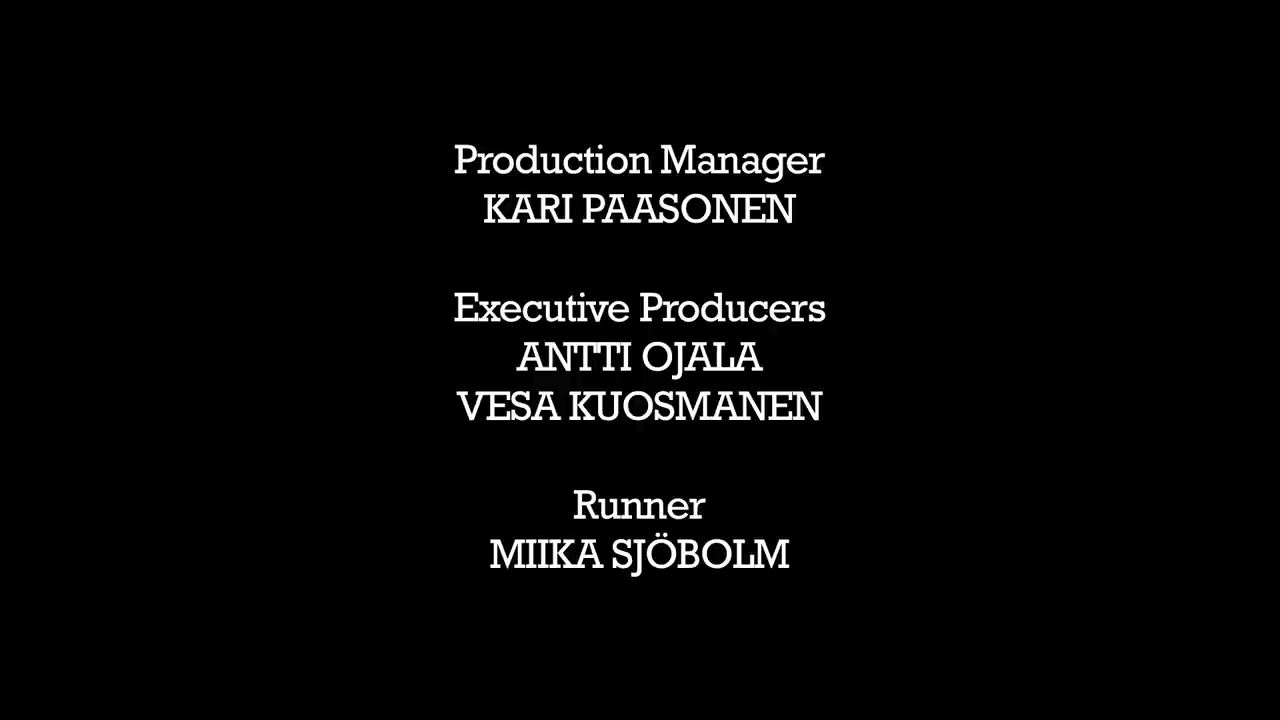 Production Manager
KARI PAASONEN
Executive Producers
ANTTI OJALA
VESA KUOSMANEN
Runner
MIIKA SJÖBOLM